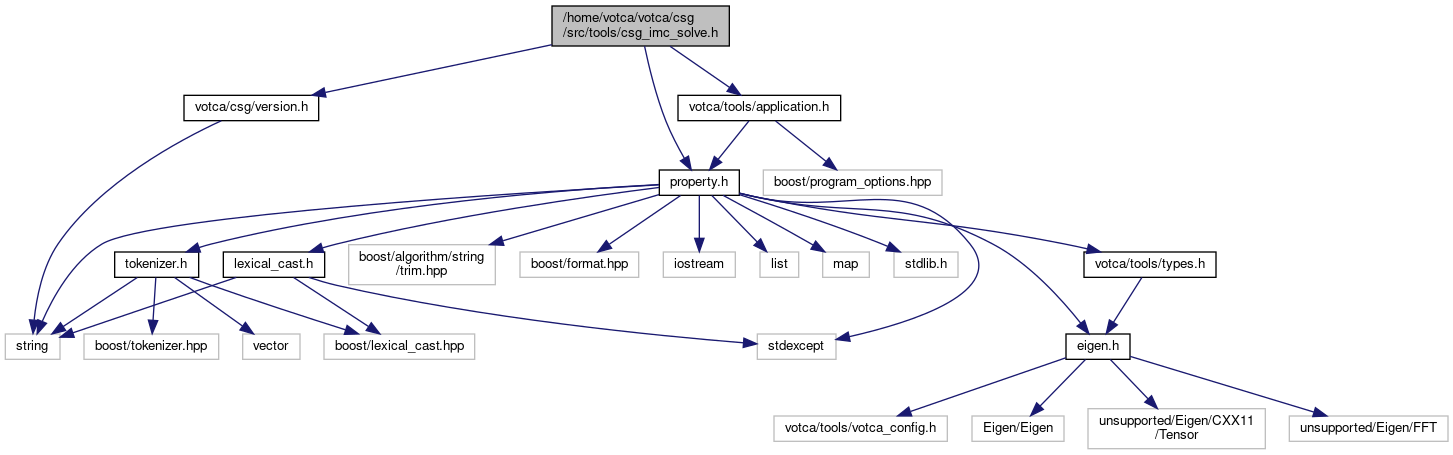 /home/votca/votca/csg
/src/tools/csg_imc_solve.h
votca/csg/version.h
votca/tools/application.h
property.h
boost/program_options.hpp
tokenizer.h
lexical_cast.h
boost/algorithm/string
/trim.hpp
boost/format.hpp
iostream
list
map
stdlib.h
votca/tools/types.h
string
boost/tokenizer.hpp
vector
boost/lexical_cast.hpp
stdexcept
eigen.h
votca/tools/votca_config.h
Eigen/Eigen
unsupported/Eigen/CXX11
/Tensor
unsupported/Eigen/FFT